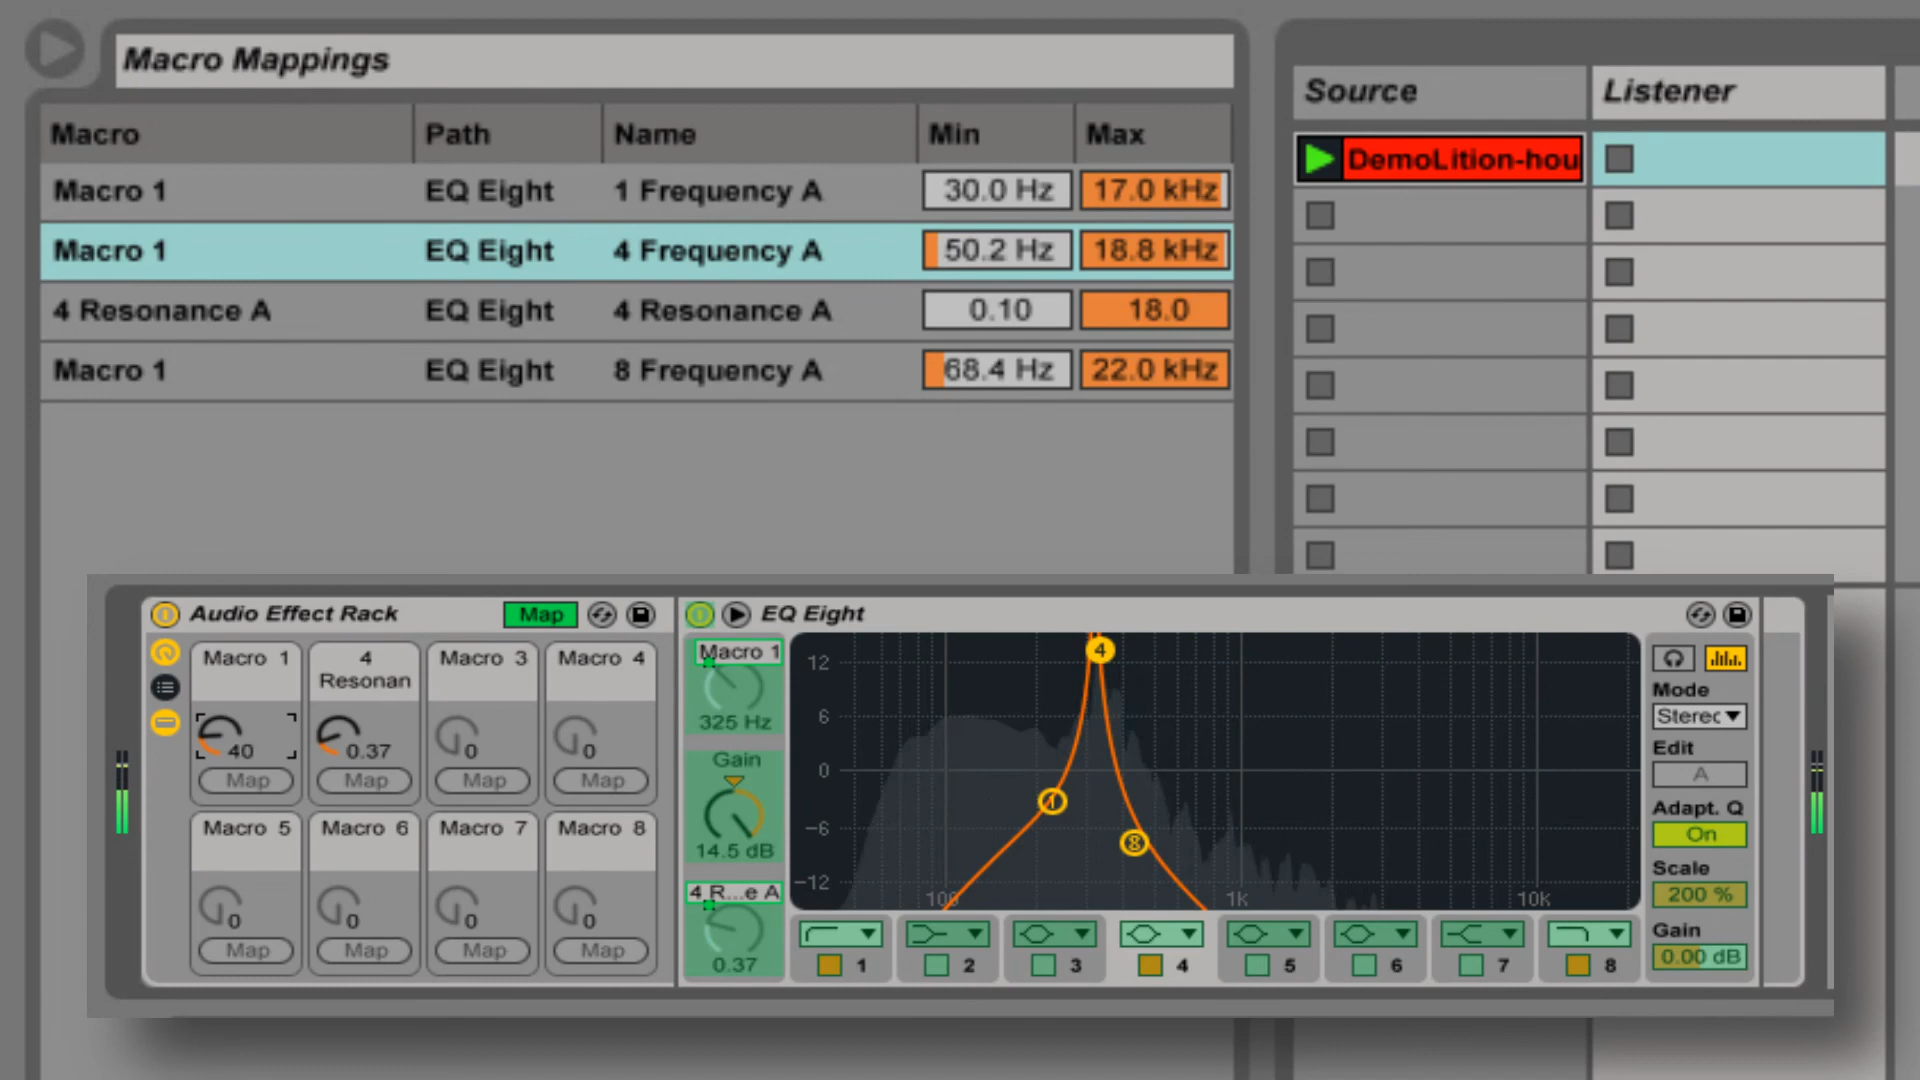 Macro Mappings
Macro Path Name Min Max
Macro 1 EQ Eight 1 Frequency A 30.0 Hz 17.0 kHz
Macro 1 EQ Eight 4 Frequency A 50.2 Hz 18.8 kHz
4 Resonance A EQ Eight 4 Resonance A 0.10 18.0
Macro 1 EQ Eight 8 Frequency A 68.4 Hz 22.0 kHz
Source Listener
DemoLition-hou
Audio Effect Rack Map
Macro 1 4 Resonan Macro 3 Macro 4
40 0.37 0 0
Map Map Map Map
Macro 5 Macro 6 Macro 7 Macro 8
0 0 0 0
Map Map Map Map
EQ Eight
Macro 1
325 Hz
Gain
14.5 dB
4 R...e A
0.37
12
6
0
-6
-12
100 1k 10k
4
1
8
1 2 3 4 5 6 7 8
Mode
Sterec
Edit
A
Adapt. Q
On
Scale
200 %
Gain
0.00 dB